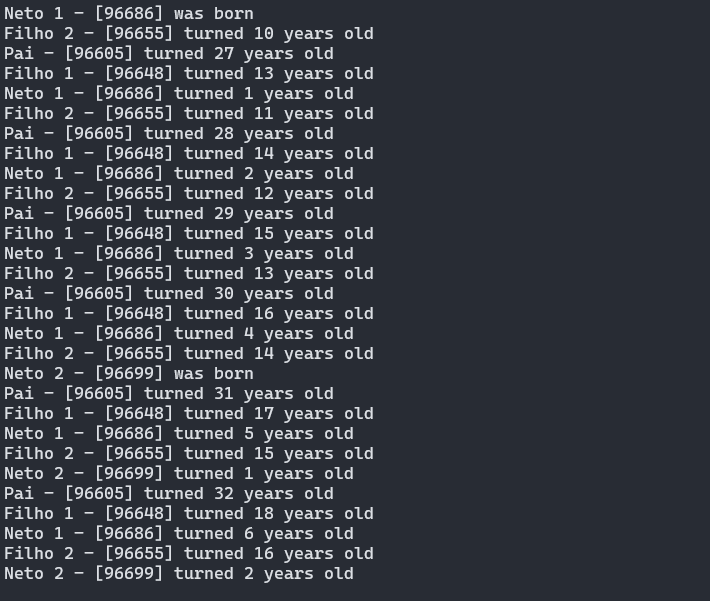 Neto 1 - [96686] was born
Filho 2 - [96655] turned 10 years old
Pai - [96605] turned 27 years old
Filho 1 - [96648] turned 13 years old
Neto 1 - [96686] turned 1 years old
Filho 2 - [96655] turned 11 years old
Pai - [96605] turned 28 years old
Filho 1 - [96648] turned 14 years old
Neto 1 - [96686] turned 2 years old
Filho 2 - [96655] turned 12 years old
Pai - [96605] turned 29 years old
Filho 1 - [96648] turned 15 years old
Neto 1 - [96686] turned 3 years old
Filho 2 - [96655] turned 13 years old
Pai - [96605] turned 30 years old
Filho 1 - [96648] turned 16 years old
Neto 1 - [96686] turned 4 years old
Filho 2 - [96655] turned 14 years old
Neto 2 - [96699] was born
Pai - [96605] turned 31 years old
Filho 1 - [96648] turned 17 years old
Neto 1 - [96686] turned 5 years old
Filho 2 - [96655] turned 15 years old
Neto 2 - [96699] turned 1 years old
Pai - [96605] turned 32 years old
Filho 1 - [96648] turned 18 years old
Neto 1 - [96686] turned 6 years old
Filho 2 - [96655] turned 16 years old
Neto 2 - [96699] turned 2 years old